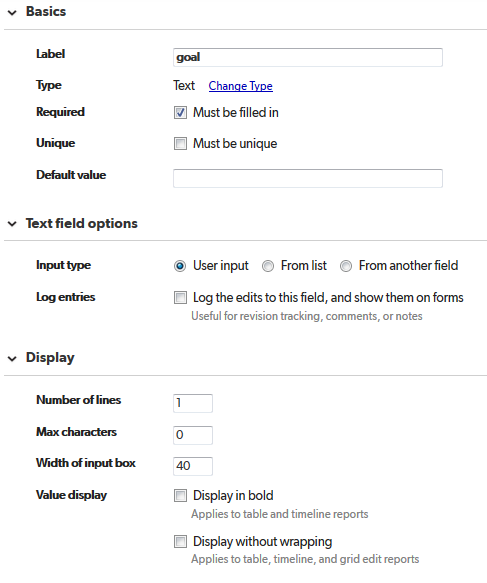 Basics
Label goal
Type Text Change Type
Required Must be filled in
Unique Must be unique
Default value
Text field options
Input type User input From list From another field
Log entries Log the edits to this field, and show them on forms
Useful for revision tracking, comments, or notes
Display
Number of lines 1
Max characters 0
Width of input box 40
Value display Display in bold
Applies to table and timeline reports
Display without wrapping
Applies to table, timeline, and grid edit reports